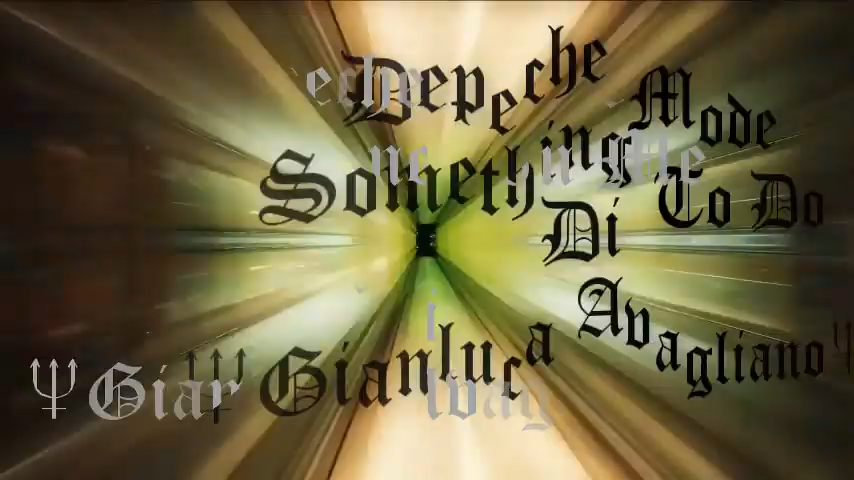 Depeche Mode
Something To Do
Di
Ψ Gianluca Avagliano Ψ